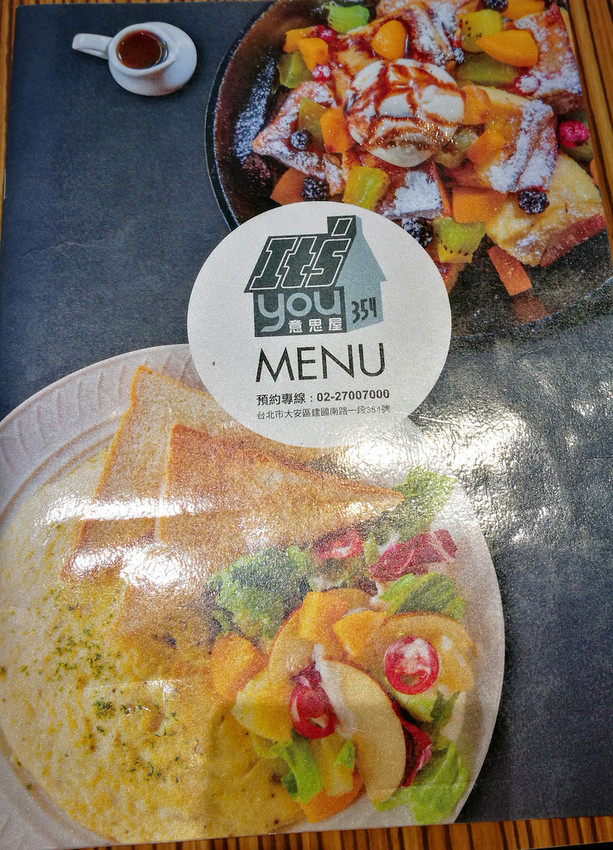 It's
you 354
意思屋
MENU
預約專線：02-27007000
台北市大安區建國南路一段351號